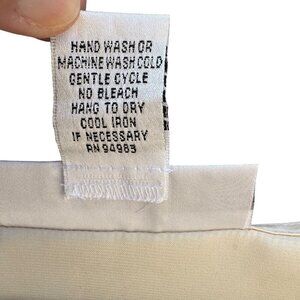 HAND WASH OR
MACHINE WASH COLD
GENTLE CYCLE
NO BLEACH
HANG TO DRY
COOL IRON
IF NECESSARY
RN 94983